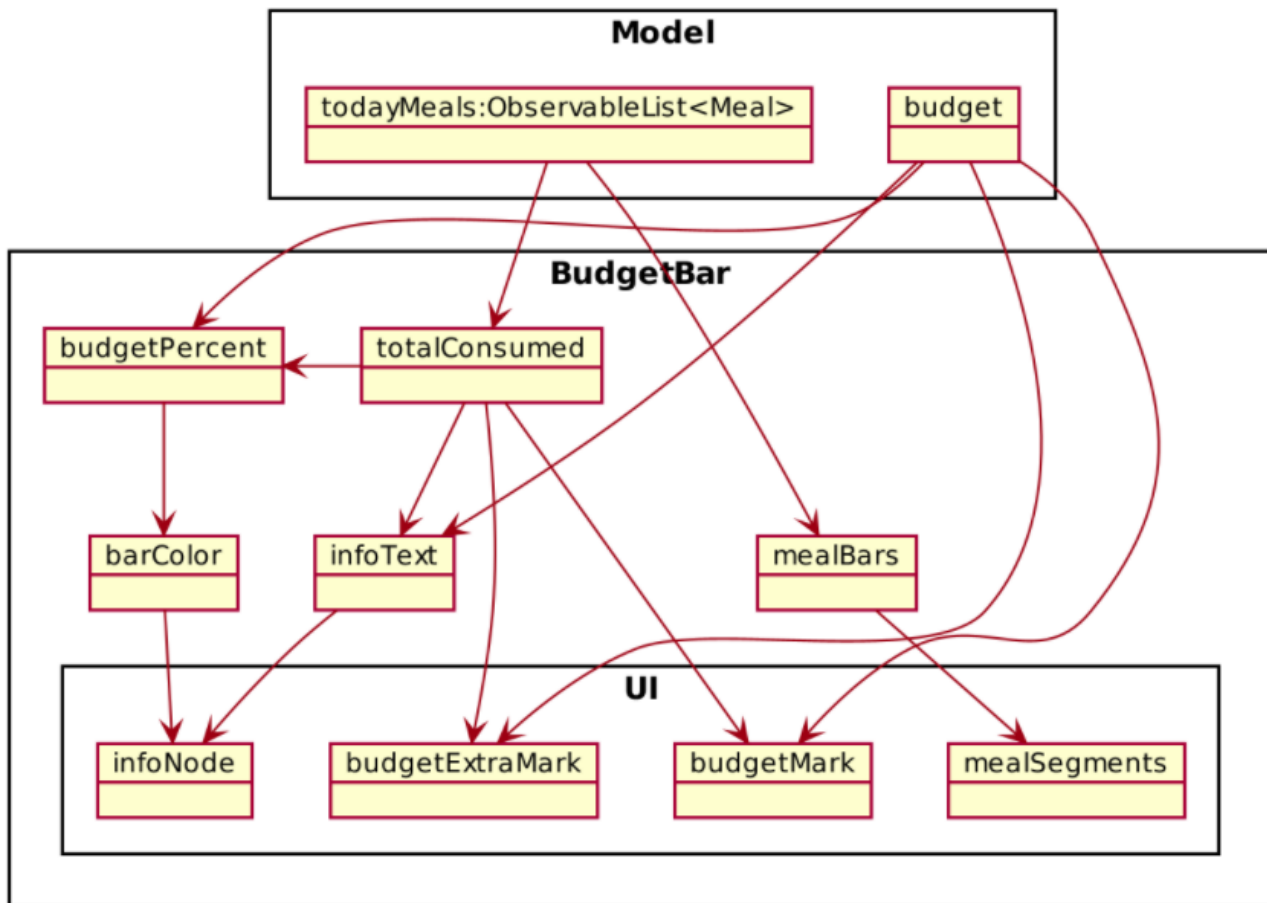 Model
todayMeals:ObservableList<Meal>
budget
BudgetBar
budgetPercent
totalConsumed
barColor
infoText
mealBars
UI
infoNode
budgetExtraMark
budgetMark
mealSegments